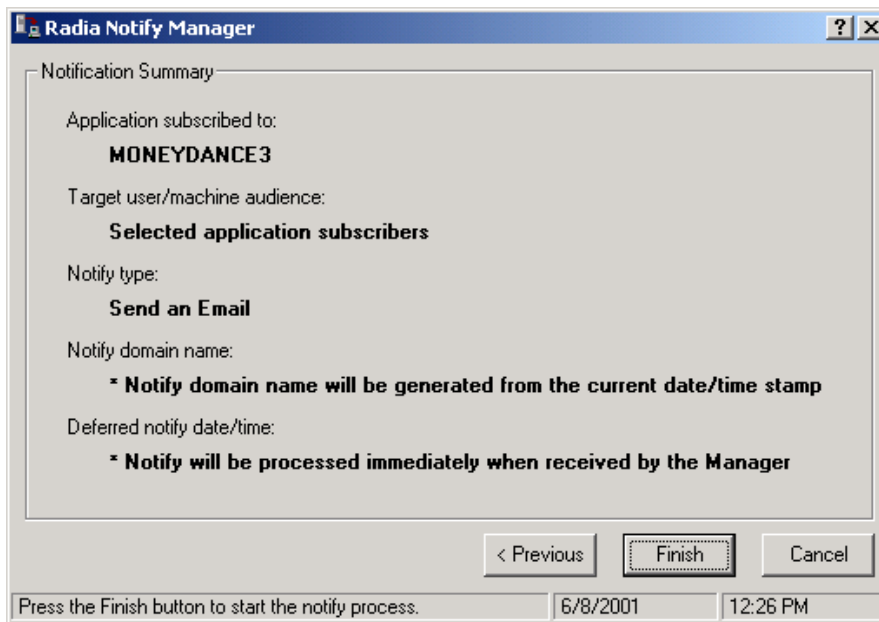 Radia Notify Manager
Notification Summary
Application subscribed to:
MONEYDANCE3
Target user/machine audience:
Selected application subscribers
Notify type:
Send an Email
Notify domain name:
* Notify domain name will be generated from the current date/time stamp
Deferred notify date/time:
* Notify will be processed immediately when received by the Manager
< Previous
Finish
Cancel
Press the Finish button to start the notify process.
6/8/2001
12:26 PM